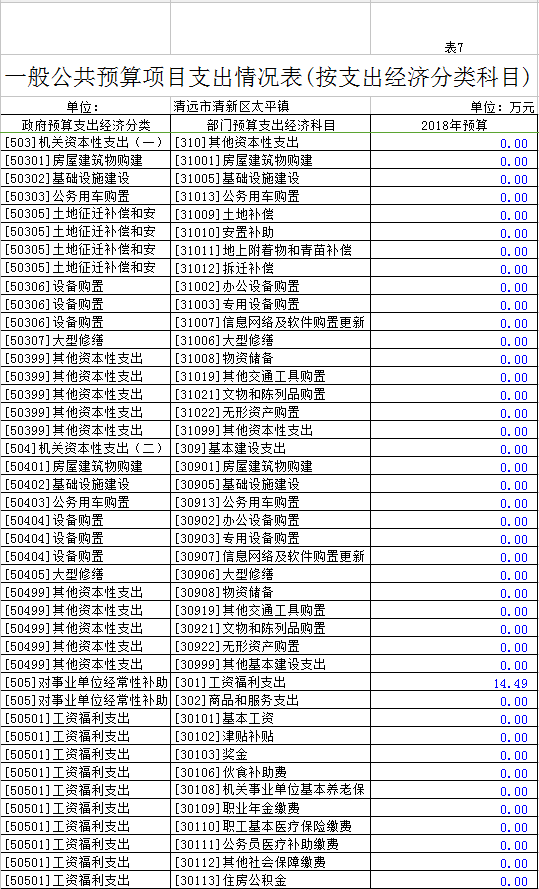 表7
一般公共预算项目支出情况表(按支出经济分类科目)
单位： 清远市清新区太平镇 单位：万元
政府预算支出经济分类 部门预算支出经济科目 2018年预算
[503]机关资本性支出（一） [310]其他资本性支出 0.00
[50301]房屋建筑物购建 [31001]房屋建筑物购建 0.00
[50302]基础设施建设 [31005]基础设施建设 0.00
[50303]公务用车购置 [31013]公务用车购置 0.00
[50305]土地征迁补偿和安 [31009]土地补偿 0.00
[50305]土地征迁补偿和安 [31010]安置补助 0.00
[50305]土地征迁补偿和安 [31011]地上附着物和青苗补偿 0.00
[50305]土地征迁补偿和安 [31012]拆迁补偿 0.00
[50306]设备购置 [31002]办公设备购置 0.00
[50306]设备购置 [31003]专用设备购置 0.00
[50306]设备购置 [31007]信息网络及软件购置更新 0.00
[50307]大型修缮 [31006]大型修缮 0.00
[50399]其他资本性支出 [31008]物资储备 0.00
[50399]其他资本性支出 [31019]其他交通工具购置 0.00
[50399]其他资本性支出 [31021]文物和陈列品购置 0.00
[50399]其他资本性支出 [31022]无形资产购置 0.00
[50399]其他资本性支出 [31099]其他资本性支出 0.00
[504]机关资本性支出（二） [309]基本建设支出 0.00
[50401]房屋建筑物购建 [30901]房屋建筑物购建 0.00
[50402]基础设施建设 [30905]基础设施建设 0.00
[50403]公务用车购置 [30913]公务用车购置 0.00
[50404]设备购置 [30902]办公设备购置 0.00
[50404]设备购置 [30903]专用设备购置 0.00
[50404]设备购置 [30907]信息网络及软件购置更新 0.00
[50405]大型修缮 [30906]大型修缮 0.00
[50499]其他资本性支出 [30908]物资储备 0.00
[50499]其他资本性支出 [30919]其他交通工具购置 0.00
[50499]其他资本性支出 [30921]文物和陈列品购置 0.00
[50499]其他资本性支出 [30922]无形资产购置 0.00
[50499]其他资本性支出 [30999]其他基本建设支出 0.00
[505]对事业单位经常性补助 [301]工资福利支出 14.49
[505]对事业单位经常性补助 [302]商品和服务支出 0.00
[50501]工资福利支出 [30101]基本工资 0.00
[50501]工资福利支出 [30102]津贴补贴 0.00
[50501]工资福利支出 [30103]奖金 0.00
[50501]工资福利支出 [30106]伙食补助费 0.00
[50501]工资福利支出 [30108]机关事业单位基本养老保 0.00
[50501]工资福利支出 [30109]职业年金缴费 0.00
[50501]工资福利支出 [30110]职工基本医疗保险缴费 0.00
[50501]工资福利支出 [30111]公务员医疗补助缴费 0.00
[50501]工资福利支出 [30112]其他社会保障缴费 0.00
[50501]工资福利支出 [30113]住房公积金 0.00